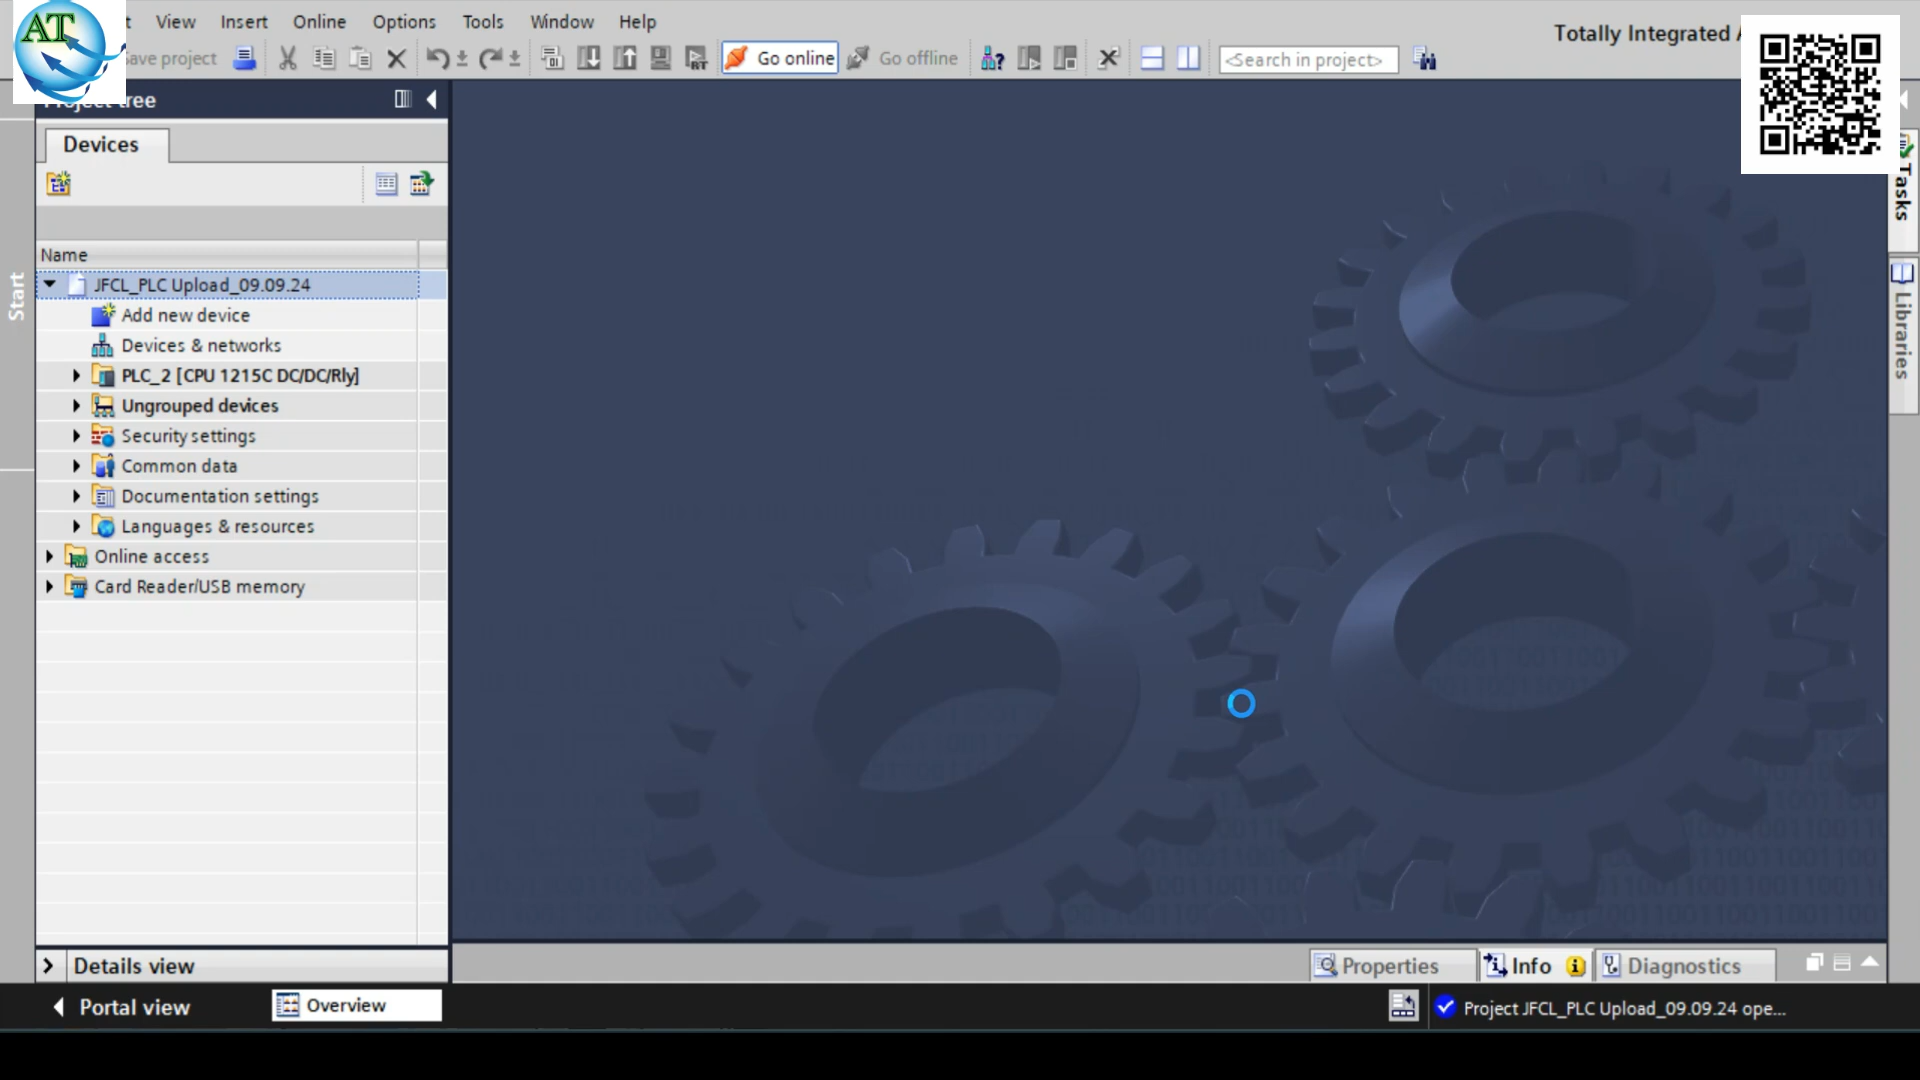 AT
t View Insert Online Options Tools Window Help
Totally Integrated A
ave project
Go online
Go offline
<Search in project>
Project tree
Devices
Name
JFCL_PLC Upload_09.09.24
Add new device
Devices & networks
PLC_2 [CPU 1215C DC/DC/Rly]
Ungrouped devices
Security settings
Common data
Documentation settings
Languages & resources
Online access
Card Reader/USB memory
Start
Tasks
Libraries
Details view
Properties
Info
Diagnostics
Portal view
Overview
Project JFCL_PLC Upload_09.09.24 ope...